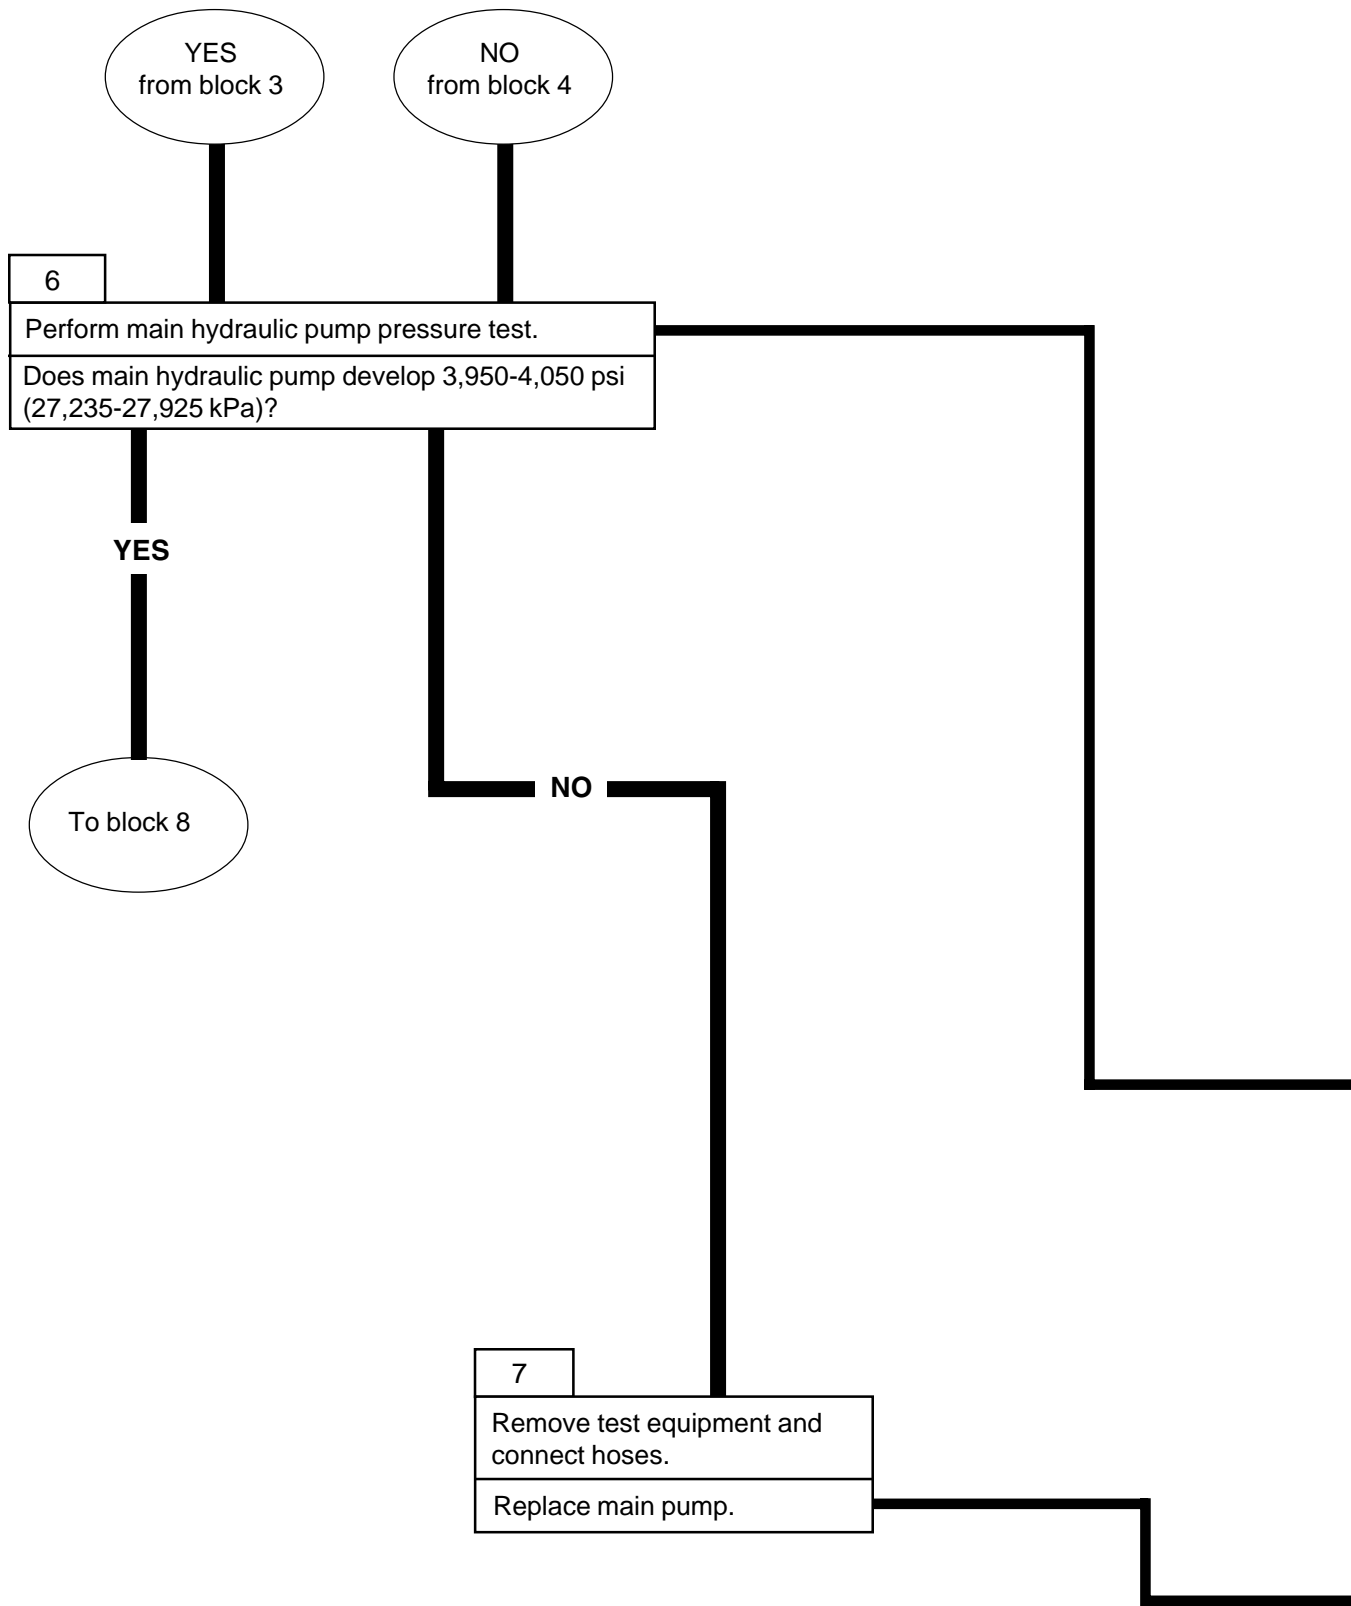 YES
from block 3
NO
from block 4
6
Perform main hydraulic pump pressure test.
Does main hydraulic pump develop 3,950-4,050 psi
(27,235-27,925 kPa)?
YES
NO
To block 8
7
Remove test equipment and
connect hoses.
Replace main pump.